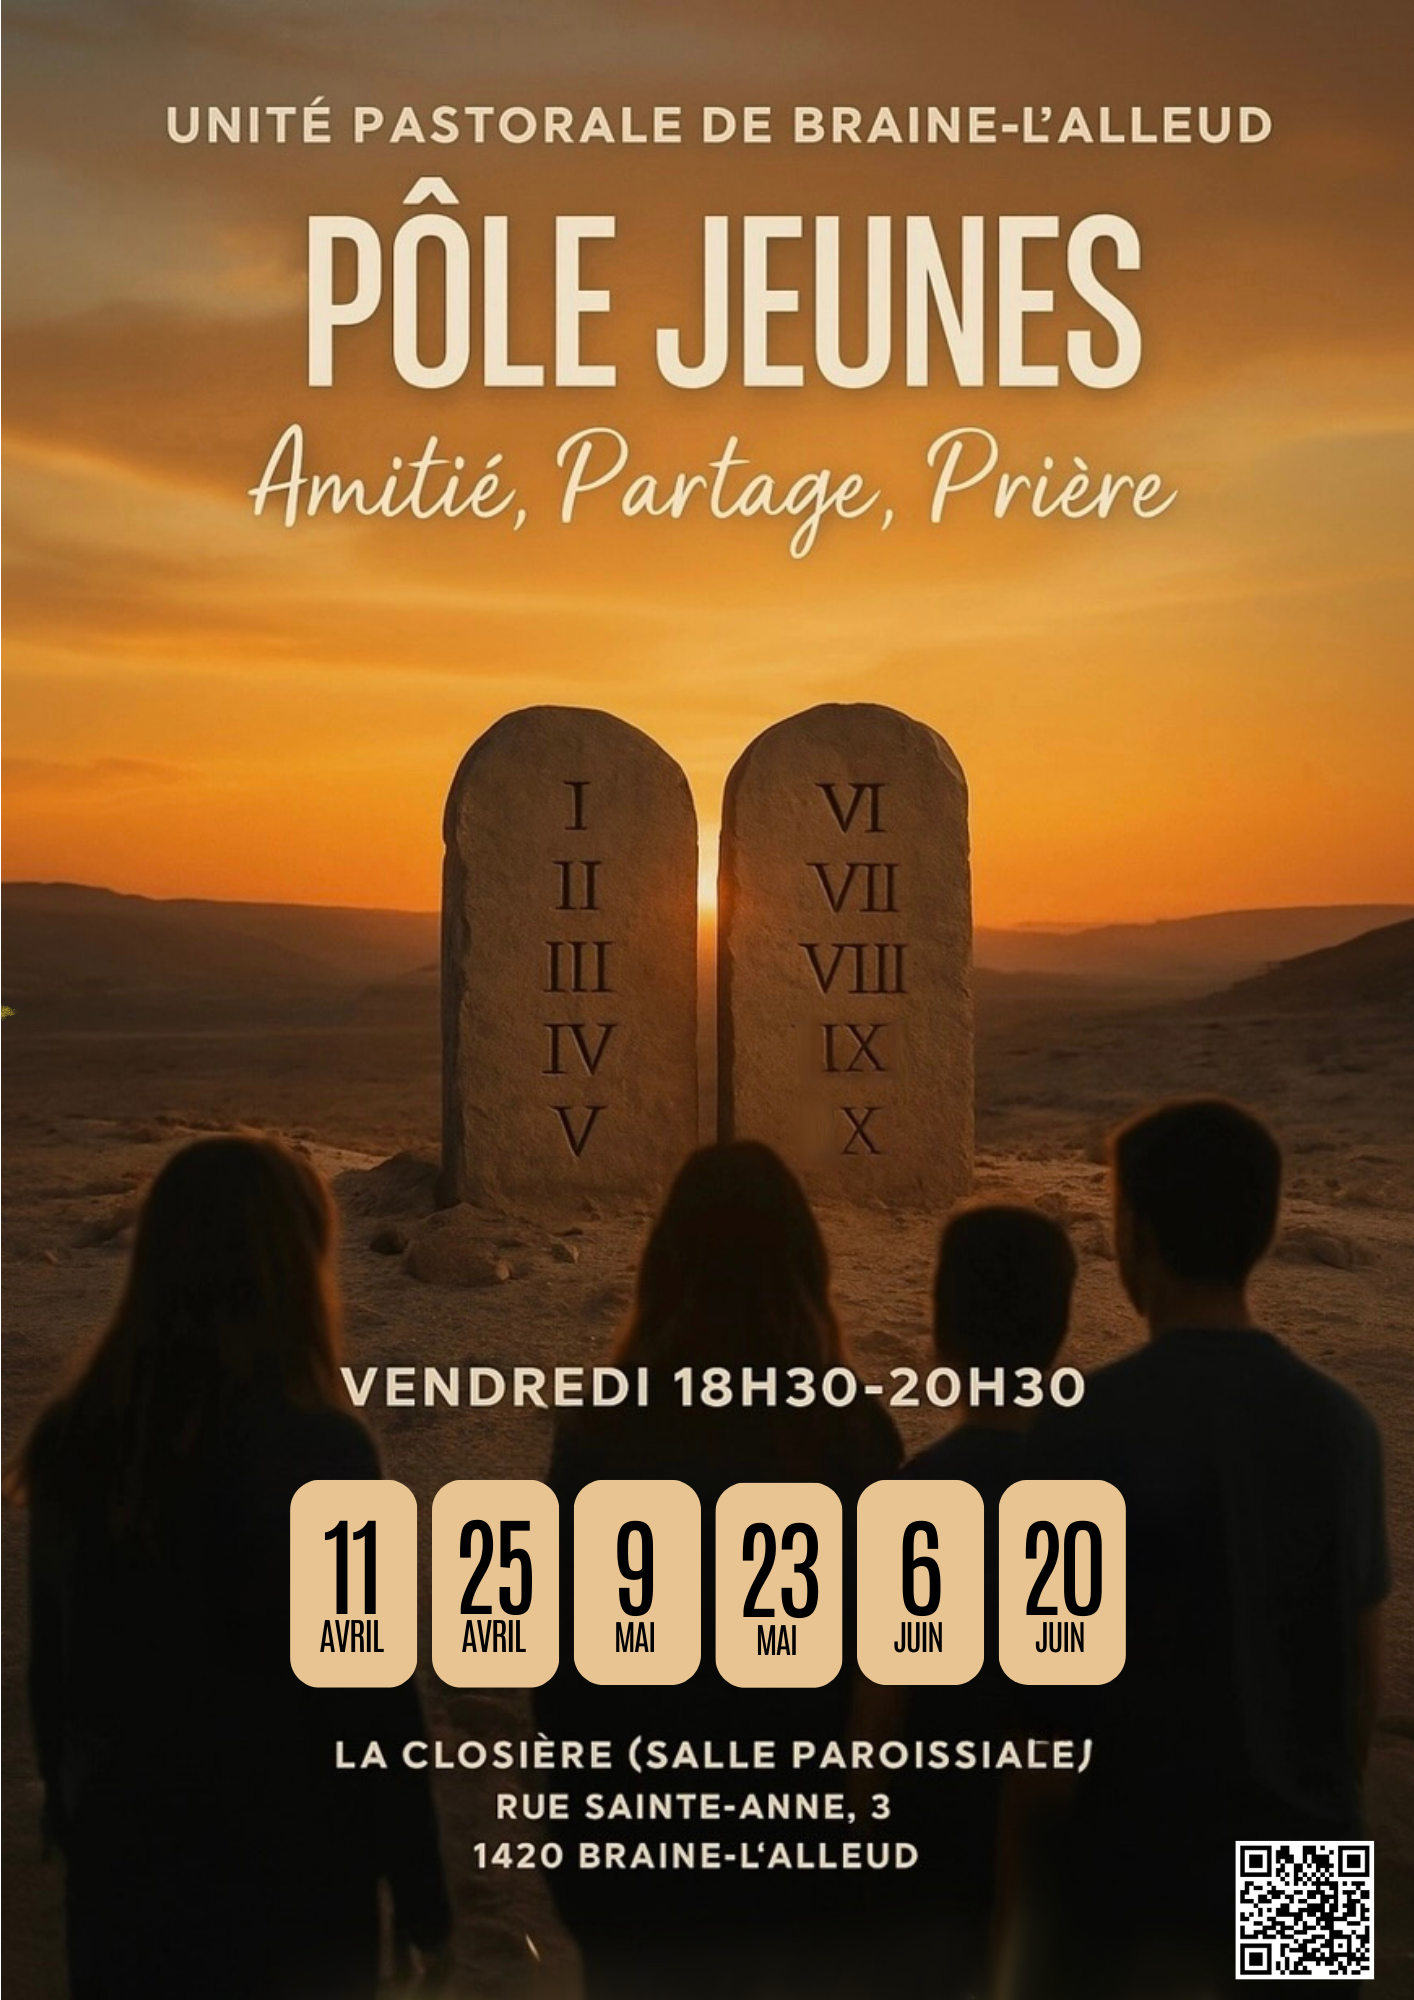 UNITÉ PASTORALE DE BRAINE-L’ALLEUD
PÔLE JEUNES
Amitié, Partage, Prière
I
II
III
IV
V
VI
VII
VIII
IX
X
VENDREDI 18H30-20H30
11
AVRIL
25
AVRIL
9
MAI
23
MAI
6
JUIN
20
JUIN
LA CLOSIÈRE (SALLE PAROISSIALE)
RUE SAINTE-ANNE, 3
1420 BRAINE-L‘ALLEUD